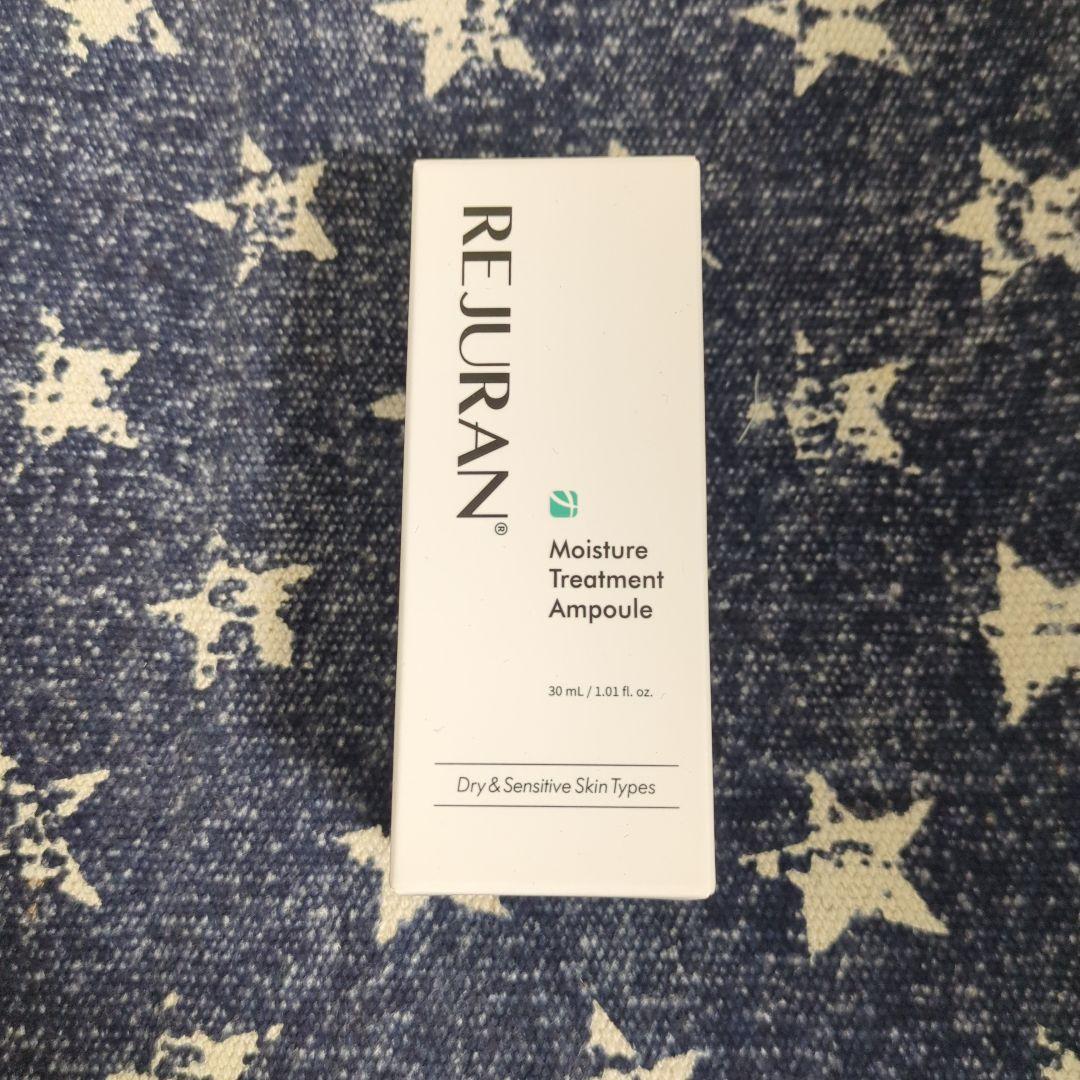 REJURAN®
Moisture
Treatment
Ampoule
30 mL / 1.01 fl. oz.
Dry & Sensitive Skin Types